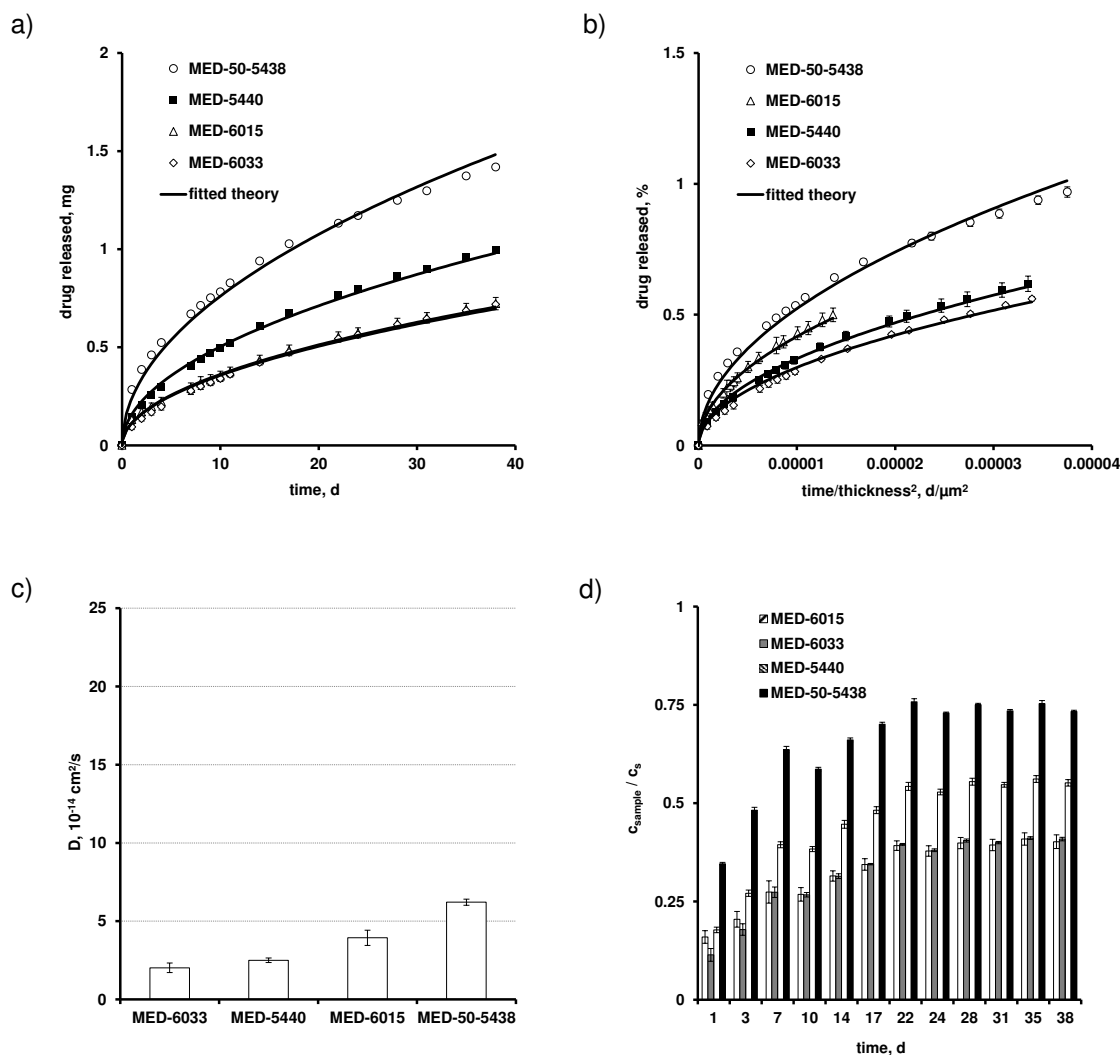 a)
2
1.5
1
0.5
0
drug released, mg
MED-50-5438
MED-5440
MED-6015
MED-6033
fitted theory
0 10 20 30 40
time, d
b)
1.5
1
0.5
0
drug released, %
MED-50-5438
MED-6015
MED-5440
MED-6033
fitted theory
0 0.00001 0.00002 0.00003 0.00004
time/thickness², d/µm²
c)
25
20
15
10
5
0
D, 10⁻¹⁴ cm²/s
MED-6033 MED-5440 MED-6015 MED-50-5438
d)
1
0.75
0.5
0.25
0
c_sample / c_s
MED-6015
MED-6033
MED-5440
MED-50-5438
1 3 7 10 14 17 22 24 28 31 35 38
time, d